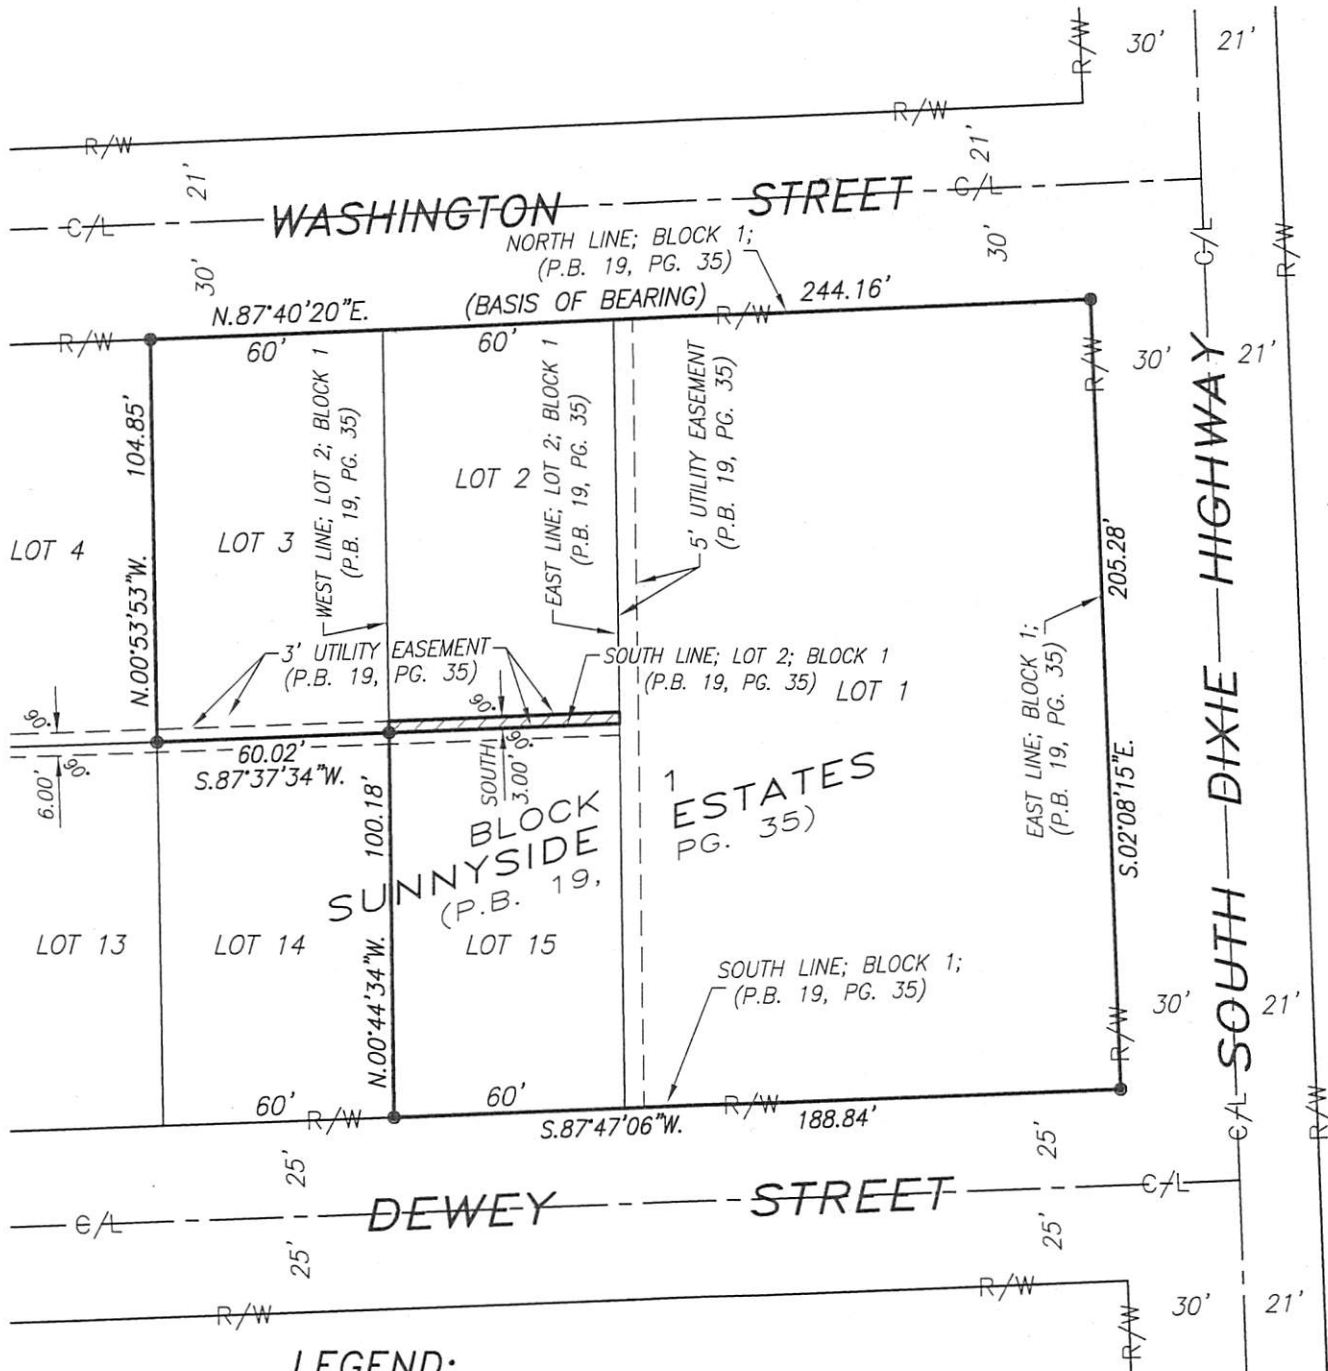 R/W
30'
21'
R/W
R/W
21'
21'
C/L
WASHINGTON STREET
C/L
C/L
R/W
30'
30'
NORTH LINE; BLOCK 1;
(P.B. 19, PG. 35)
N.87°40'20"E.
(BASIS OF BEARING)
244.16'
R/W
R/W
60'
60'
R/W
30'
21'
104.85'
N.00°53'53"W.
WEST LINE; LOT 2; BLOCK 1
(P.B. 19, PG. 35)
EAST LINE; LOT 2; BLOCK 1
(P.B. 19, PG. 35)
5' UTILITY EASEMENT
(P.B. 19, PG. 35)
LOT 4
LOT 3
LOT 2
205.28'
S.02°08'15"E.
EAST LINE; BLOCK 1;
(P.B. 19, PG. 35)
SOUTH DIXIE HIGHWAY
3' UTILITY EASEMENT
(P.B. 19, PG. 35)
SOUTH LINE; LOT 2; BLOCK 1
(P.B. 19, PG. 35)
LOT 1
90°
90°
90°
90°
6.00'
60.02'
S.87°37'34"W.
SOUTH
3.00'
100.18'
N.00°44'34"W.
BLOCK 1
SUNNYSIDE ESTATES
(P.B. 19, PG. 35)
LOT 13
LOT 14
LOT 15
SOUTH LINE; BLOCK 1;
(P.B. 19, PG. 35)
R/W
30'
21'
60'
R/W
60'
S.87°47'06"W.
R/W
188.84'
C/L
R/W
25'
25'
C/L
DEWEY STREET
C/L
25'
25'
R/W
R/W
R/W
30'
21'
LEGEND: